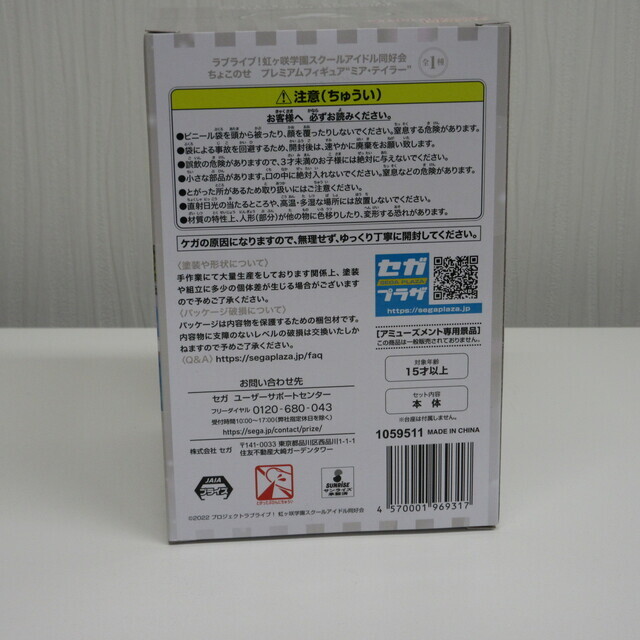 ラブライブ！虹ヶ咲学園スクールアイドル同好会
ちょこのせ プレミアムフィギュア“ミア・テイラー”
全1種
⚠注意(ちゅうい)
お客様へ 必ずお読みください。
●ビニール袋を頭から被ったり、顔を覆ったりしないでください。窒息する危険があります。
●袋による事故を回避するため、開封後は、速やかに廃棄をお願い致します。
●誤飲の危険がありますので、3才未満のお子様には絶対に与えないでください。
●小さな部品があります。口の中に絶対入れないでください。窒息などの危険があります。
●とがった所があるため取り扱いにはご注意ください。
●直射日光の当たるところや、高温・多湿な場所には放置しないでください。
●材質の特性上、人形(部分)が他の物に色移りしたり、変形する恐れがあります。
ケガの原因になりますので、無理せず、ゆっくり丁寧に開封してください。
〈塗装や形状について〉
手作業にて大量生産をしております関係上、塗装
や組立に多少の個体差が生じる場合がございます
ので予めご了承ください。
〈パッケージ破損について〉
パッケージは内容物を保護するための梱包材です。
内容物に支障のないレベルの破損は交換いたしか
ねますので予めご了承ください。
〈Q&A〉https://segaplaza.jp/faq
お問い合わせ先
セガ ユーザーサポートセンター
フリーダイヤル 0120-680-043
受付時間/10:00〜17:00(弊社指定休日を除く)
https://sega.jp/contact/prize/
株式会社 セガ 〒141-0033 東京都品川区西品川1-1-1
住友不動産大崎ガーデンタワー
セガ
SEGA PLAZA
プラザ
https://segaplaza.jp
【アミューズメント専用景品】
この商品は一般販売されておりません。
対象年齢
15才以上
セット内容
本 体
※台座は付属しません。
1059511 MADE IN CHINA
JAIA
プライズ
SUNRISE
サンライズ
承認済
4 570001 969317
©2022 プロジェクトラブライブ！虹ヶ咲学園スクールアイドル同好会